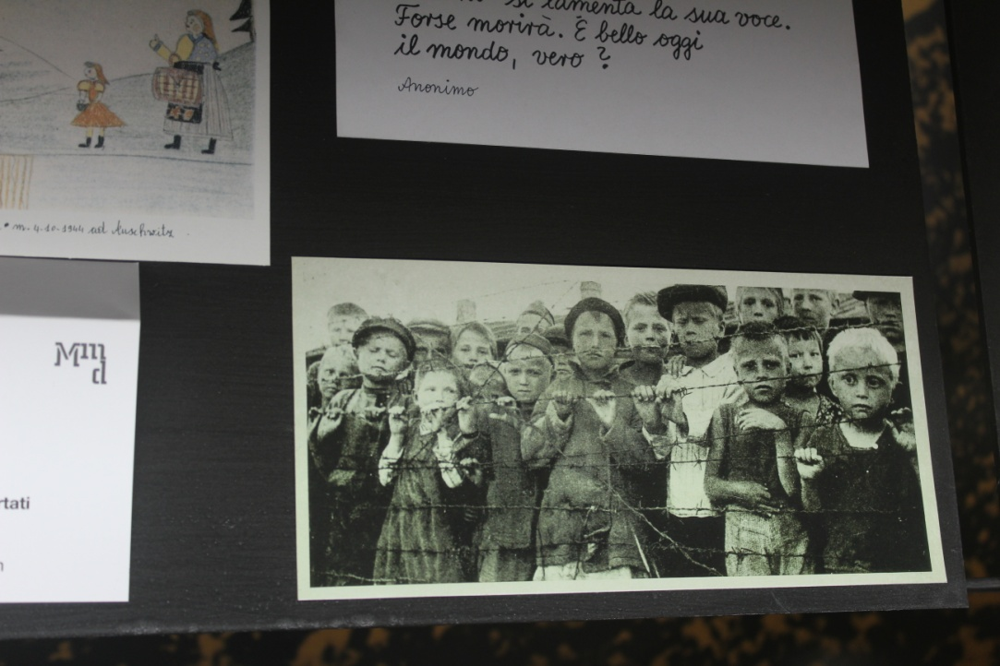 si lamenta la sua voce.
Forse morirà. È bello oggi
il mondo, vero?
Anonimo
• m. 4-10-1944 ad Auschwitz
Mmd
rtati